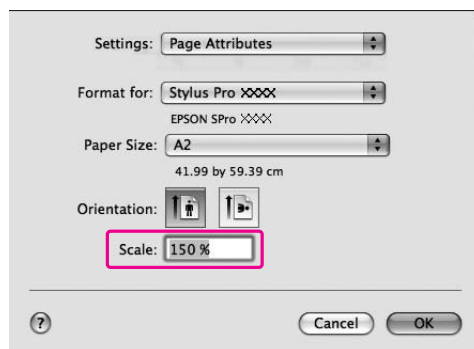 Settings: Page Attributes
Format for: Stylus Pro XXXX
EPSON SPro XXXX
Paper Size: A2
41.99 by 59.39 cm
Orientation:
Scale: 150 %
? Cancel OK